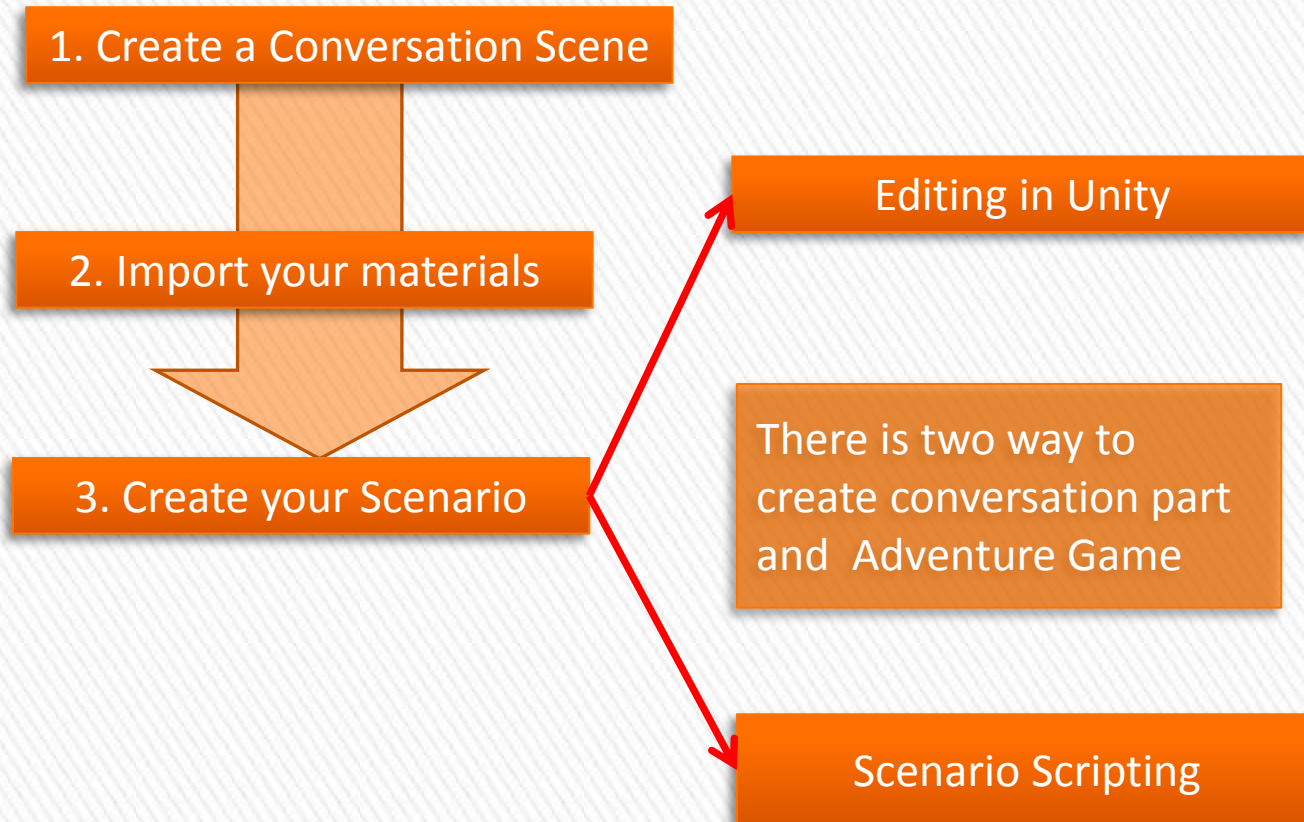 1. Create a Conversation Scene
2. Import your materials
3. Create your Scenario
Editing in Unity
There is two way to
create conversation part
and  Adventure Game
Scenario Scripting